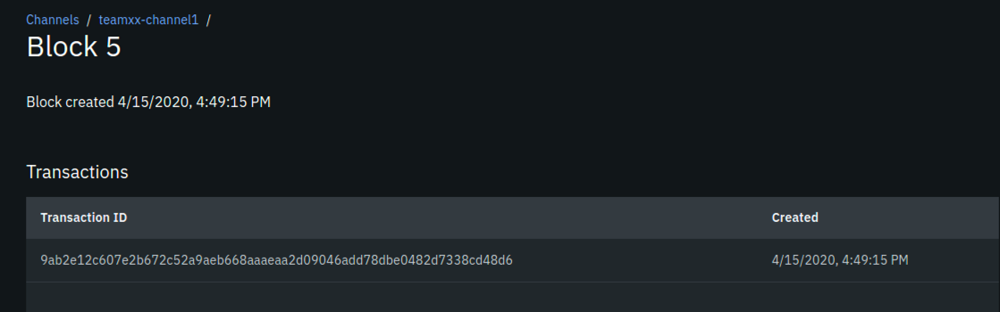 Channels / teamxx-channel1 /
Block 5
Block created 4/15/2020, 4:49:15 PM
Transactions
Transaction ID Created
9ab2e12c607e2b672c52a9aeb668aaaeaa2d09046add78dbe0482d7338cd48d6 4/15/2020, 4:49:15 PM